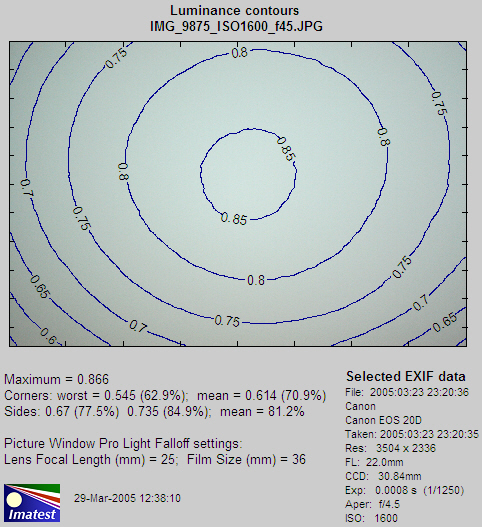 Luminance contours
IMG_9875_ISO1600_f45.JPG
0.75
0.8
0.75
0.85
0.8
0.8
0.7
0.75
0.85
0.8
0.75
0.65
0.7
0.75
0.7
0.65
0.6
Maximum = 0.866
Corners: worst = 0.545 (62.9%);  mean = 0.614 (70.9%)
Sides: 0.67 (77.5%)  0.735 (84.9%);  mean = 81.2%
Picture Window Pro Light Falloff settings:
Lens Focal Length (mm) = 25;  Film Size (mm) = 36
29-Mar-2005 12:38:10
Imatest
Selected EXIF data
File:  2005:03:23 23:20:36
Canon
Canon EOS 20D
Taken: 2005:03:23 23:20:35
Res:   3504 x 2336
FL:  22.0mm
CCD:   30.84mm
Exp:   0.0008 s  (1/1250)
Aper:  f/4.5
ISO:   1600